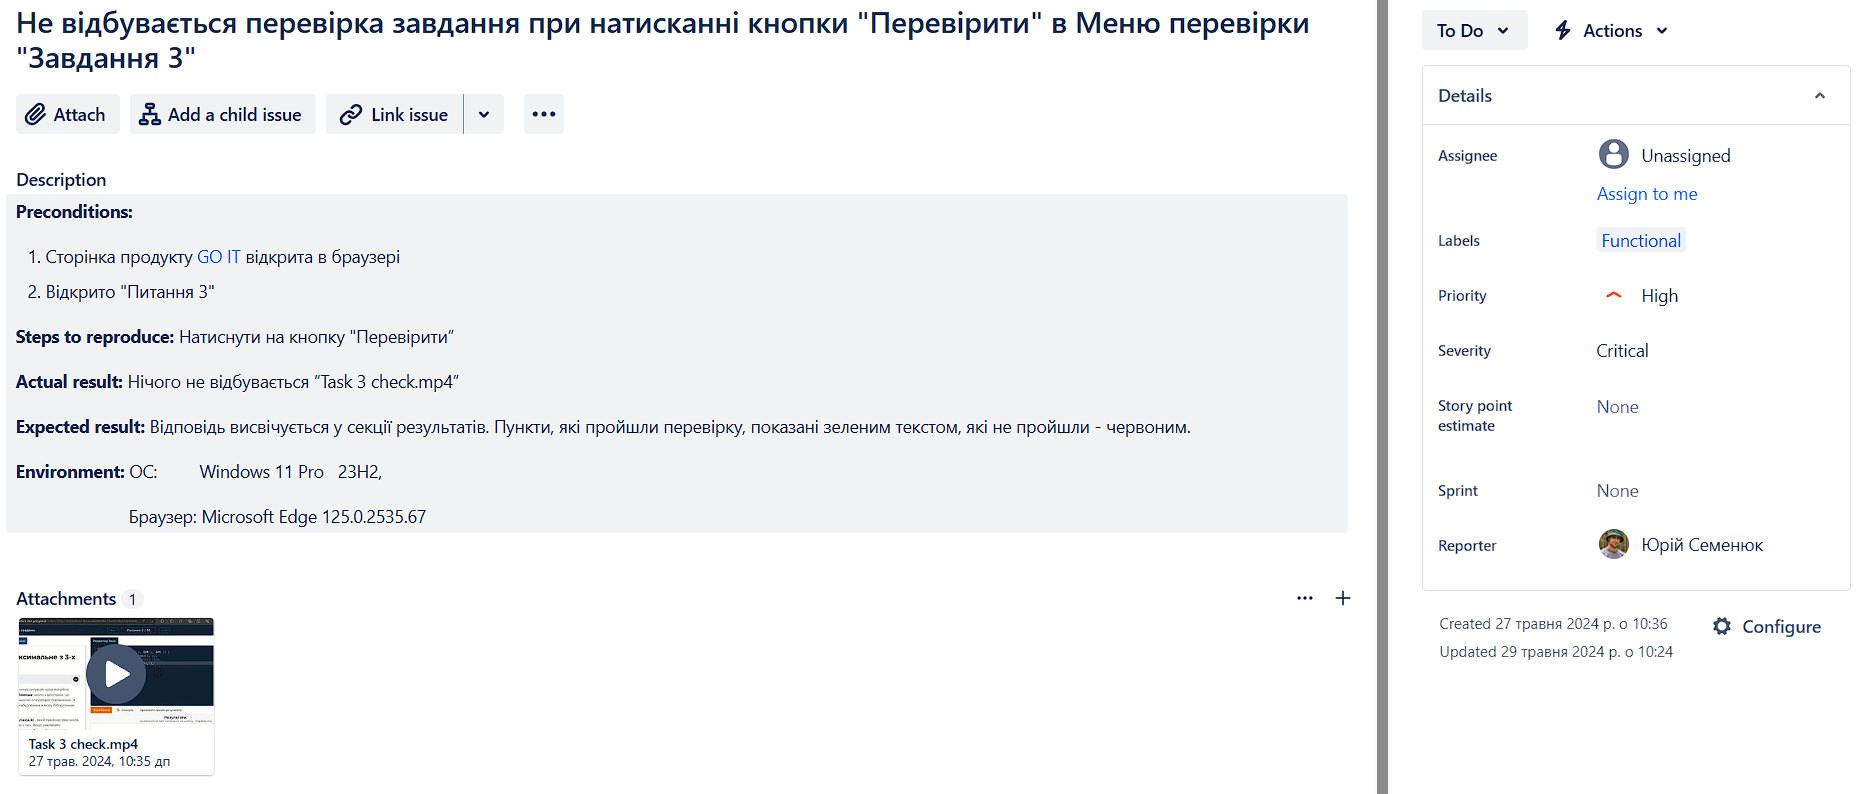 Не відбувається перевірка завдання при натисканні кнопки "Перевірити" в Меню перевірки
"Завдання 3"
Attach
Add a child issue
Link issue
Description
Preconditions:
1. Сторінка продукту GO IT відкрита в браузері
2. Відкрито "Питання 3"
Steps to reproduce: Натиснути на кнопку "Перевірити”
Actual result: Нічого не відбувається “Task 3 check.mp4”
Expected result: Відповідь висвічується у секції результатів. Пункти, які пройшли перевірку, показані зеленим текстом, які не пройшли - червоним.
Environment: ОС: Windows 11 Pro 23H2,
Браузер: Microsoft Edge 125.0.2535.67
Attachments 1
ксимальне з 3-х
Результати
Task 3 check.mp4
27 трав. 2024, 10:35 дп
To Do
Actions
Details
Assignee
Unassigned
Assign to me
Labels
Functional
Priority
High
Severity
Critical
Story point
estimate
None
Sprint
None
Reporter
Юрій Семенюк
Created 27 травня 2024 р. о 10:36
Updated 29 травня 2024 р. о 10:24
Configure